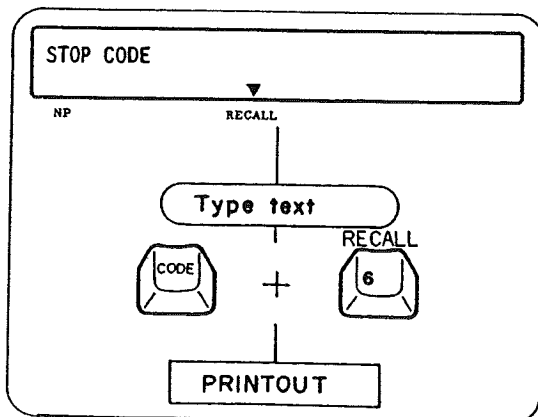 STOP CODE
NP RECALL
Type text
RECALL
CODE + 6
PRINTOUT